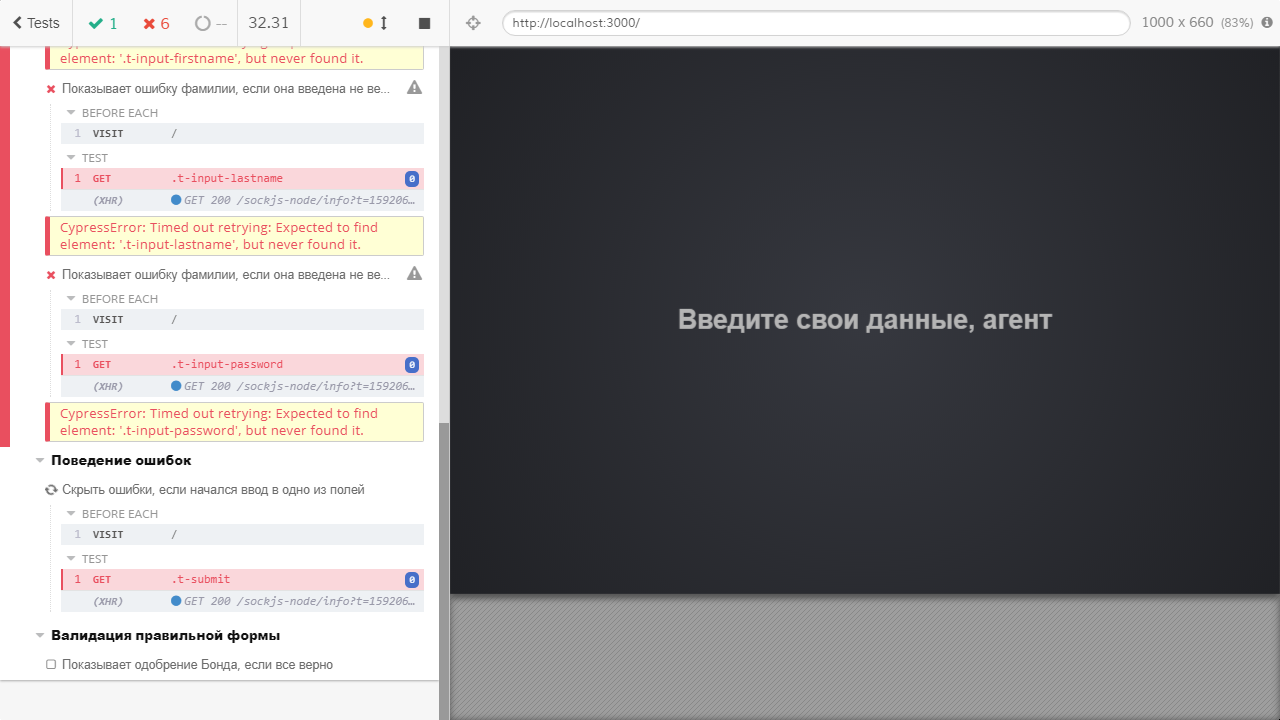 Tests
1
6
--
32.31
http://localhost:3000/
1000 x 660 (83%)
element: '.t-input-firstname', but never found it.
Показывает ошибку фамилии, если она введена не ве...
BEFORE EACH
1 VISIT /
TEST
1 GET .t-input-lastname 0
(XHR) GET 200 /sockjs-node/info?t=159206…
CypressError: Timed out retrying: Expected to find
element: '.t-input-lastname', but never found it.
Показывает ошибку фамилии, если она введена не ве...
BEFORE EACH
1 VISIT /
TEST
1 GET .t-input-password 0
(XHR) GET 200 /sockjs-node/info?t=159206…
CypressError: Timed out retrying: Expected to find
element: '.t-input-password', but never found it.
Поведение ошибок
Скрыть ошибки, если начался ввод в одно из полей
BEFORE EACH
1 VISIT /
TEST
1 GET .t-submit 0
(XHR) GET 200 /sockjs-node/info?t=159206…
Валидация правильной формы
Показывает одобрение Бонда, если все верно
Введите свои данные, агент